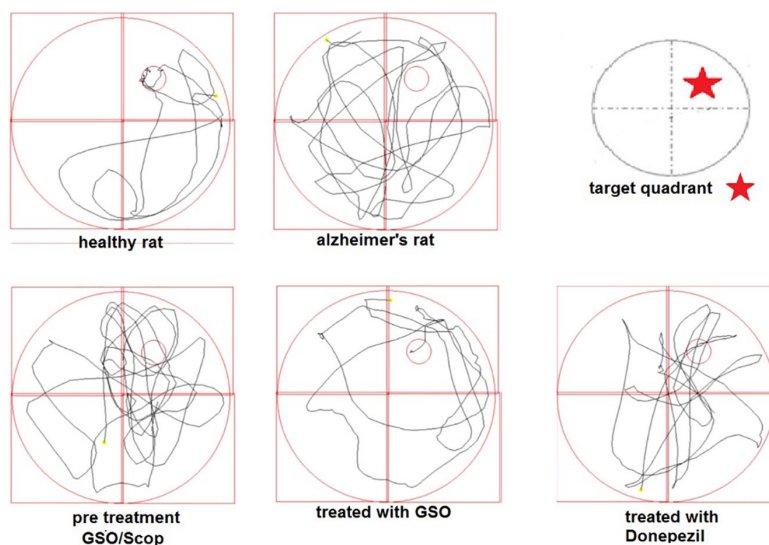 healthy rat
alzheimer's rat
target quadrant
pre treatment
GSO/Scop
treated with GSO
treated with
Donepezil